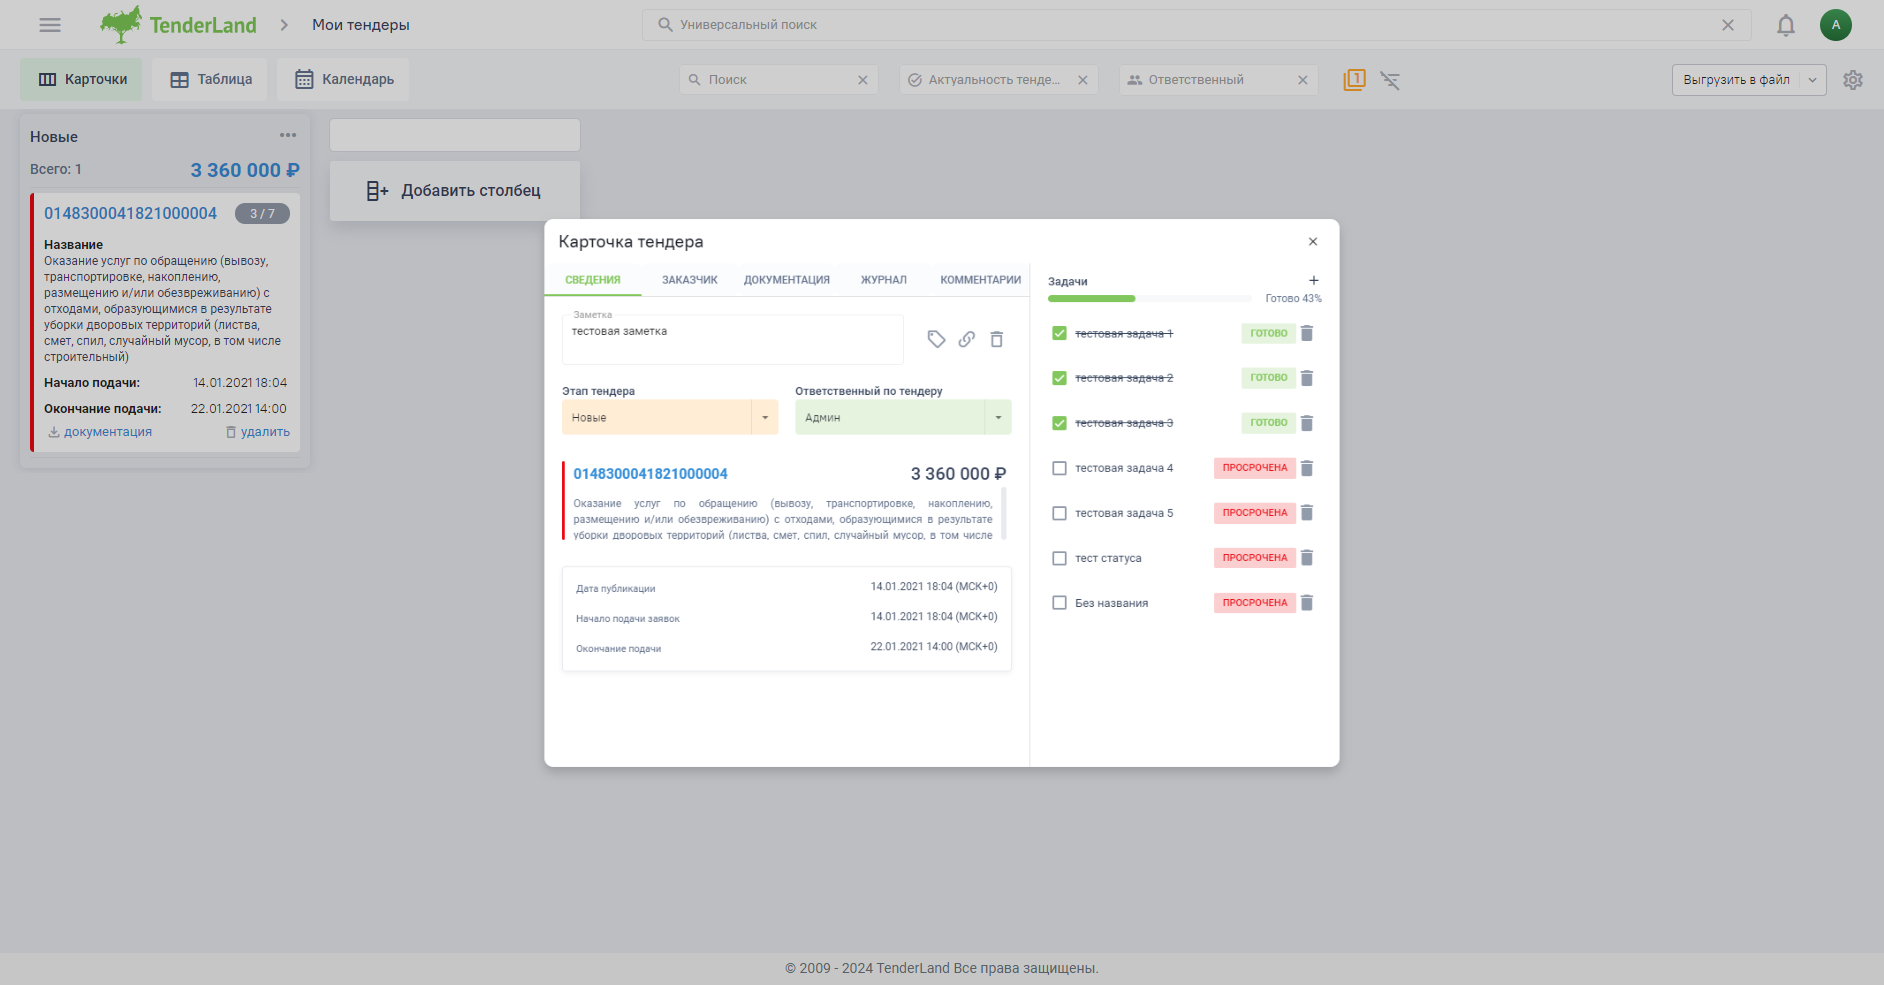 TenderLand
Мои тендеры
Универсальный поиск
A
Карточки
Таблица
Календарь
Поиск
Актуальность тенде...
Ответственный
1
Выгрузить в файл
Новые
Всего: 1
3 360 000 ₽
0148300041821000004
3 / 7
Название
Оказание услуг по обращению (вывозу,
транспортировке, накоплению,
размещению и/или обезвреживанию) с
отходами, образующимися в результате
уборки дворовых территорий (листва,
смет, спил, случайный мусор, в том числе
строительный)
Начало подачи:
14.01.2021 18:04
Окончание подачи:
22.01.2021 14:00
документация
удалить
Добавить столбец
Карточка тендера
СВЕДЕНИЯ
ЗАКАЗЧИК
ДОКУМЕНТАЦИЯ
ЖУРНАЛ
КОММЕНТАРИИ
Заметка
тестовая заметка
Этап тендера
Новые
Ответственный по тендеру
Админ
0148300041821000004
3 360 000 ₽
Оказание услуг по обращению (вывозу, транспортировке, накоплению,
размещению и/или обезвреживанию) с отходами, образующимися в результате
уборки дворовых территорий (листва, смет, спил, случайный мусор, в том числе
Дата публикации
14.01.2021 18:04 (МСК+0)
Начало подачи заявок
14.01.2021 18:04 (МСК+0)
Окончание подачи
22.01.2021 14:00 (МСК+0)
Задачи
Готово 43%
тестовая задача 1
ГОТОВО
тестовая задача 2
ГОТОВО
тестовая задача 3
ГОТОВО
тестовая задача 4
ПРОСРОЧЕНА
тестовая задача 5
ПРОСРОЧЕНА
тест статуса
ПРОСРОЧЕНА
Без названия
ПРОСРОЧЕНА
© 2009 - 2024 TenderLand Все права защищены.